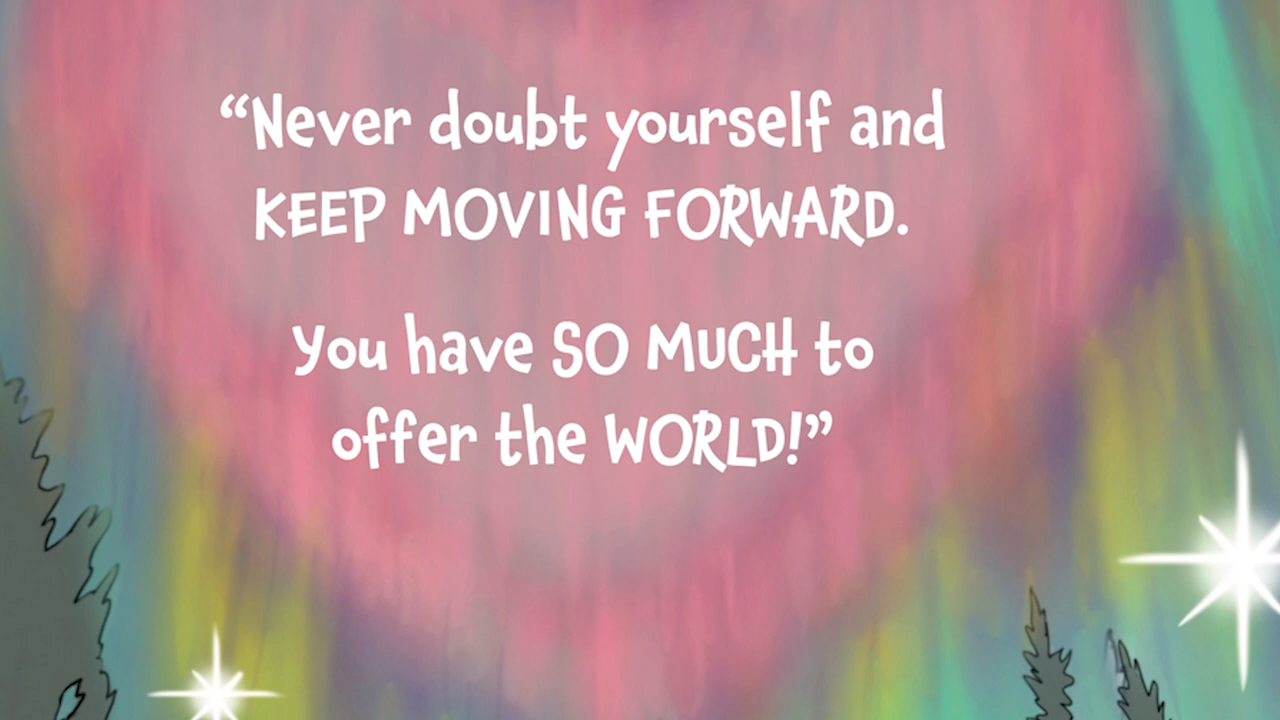 “Never doubt yourself and
KEEP MOVING FORWARD.
You have SO MUCH to
offer the WORLD!”